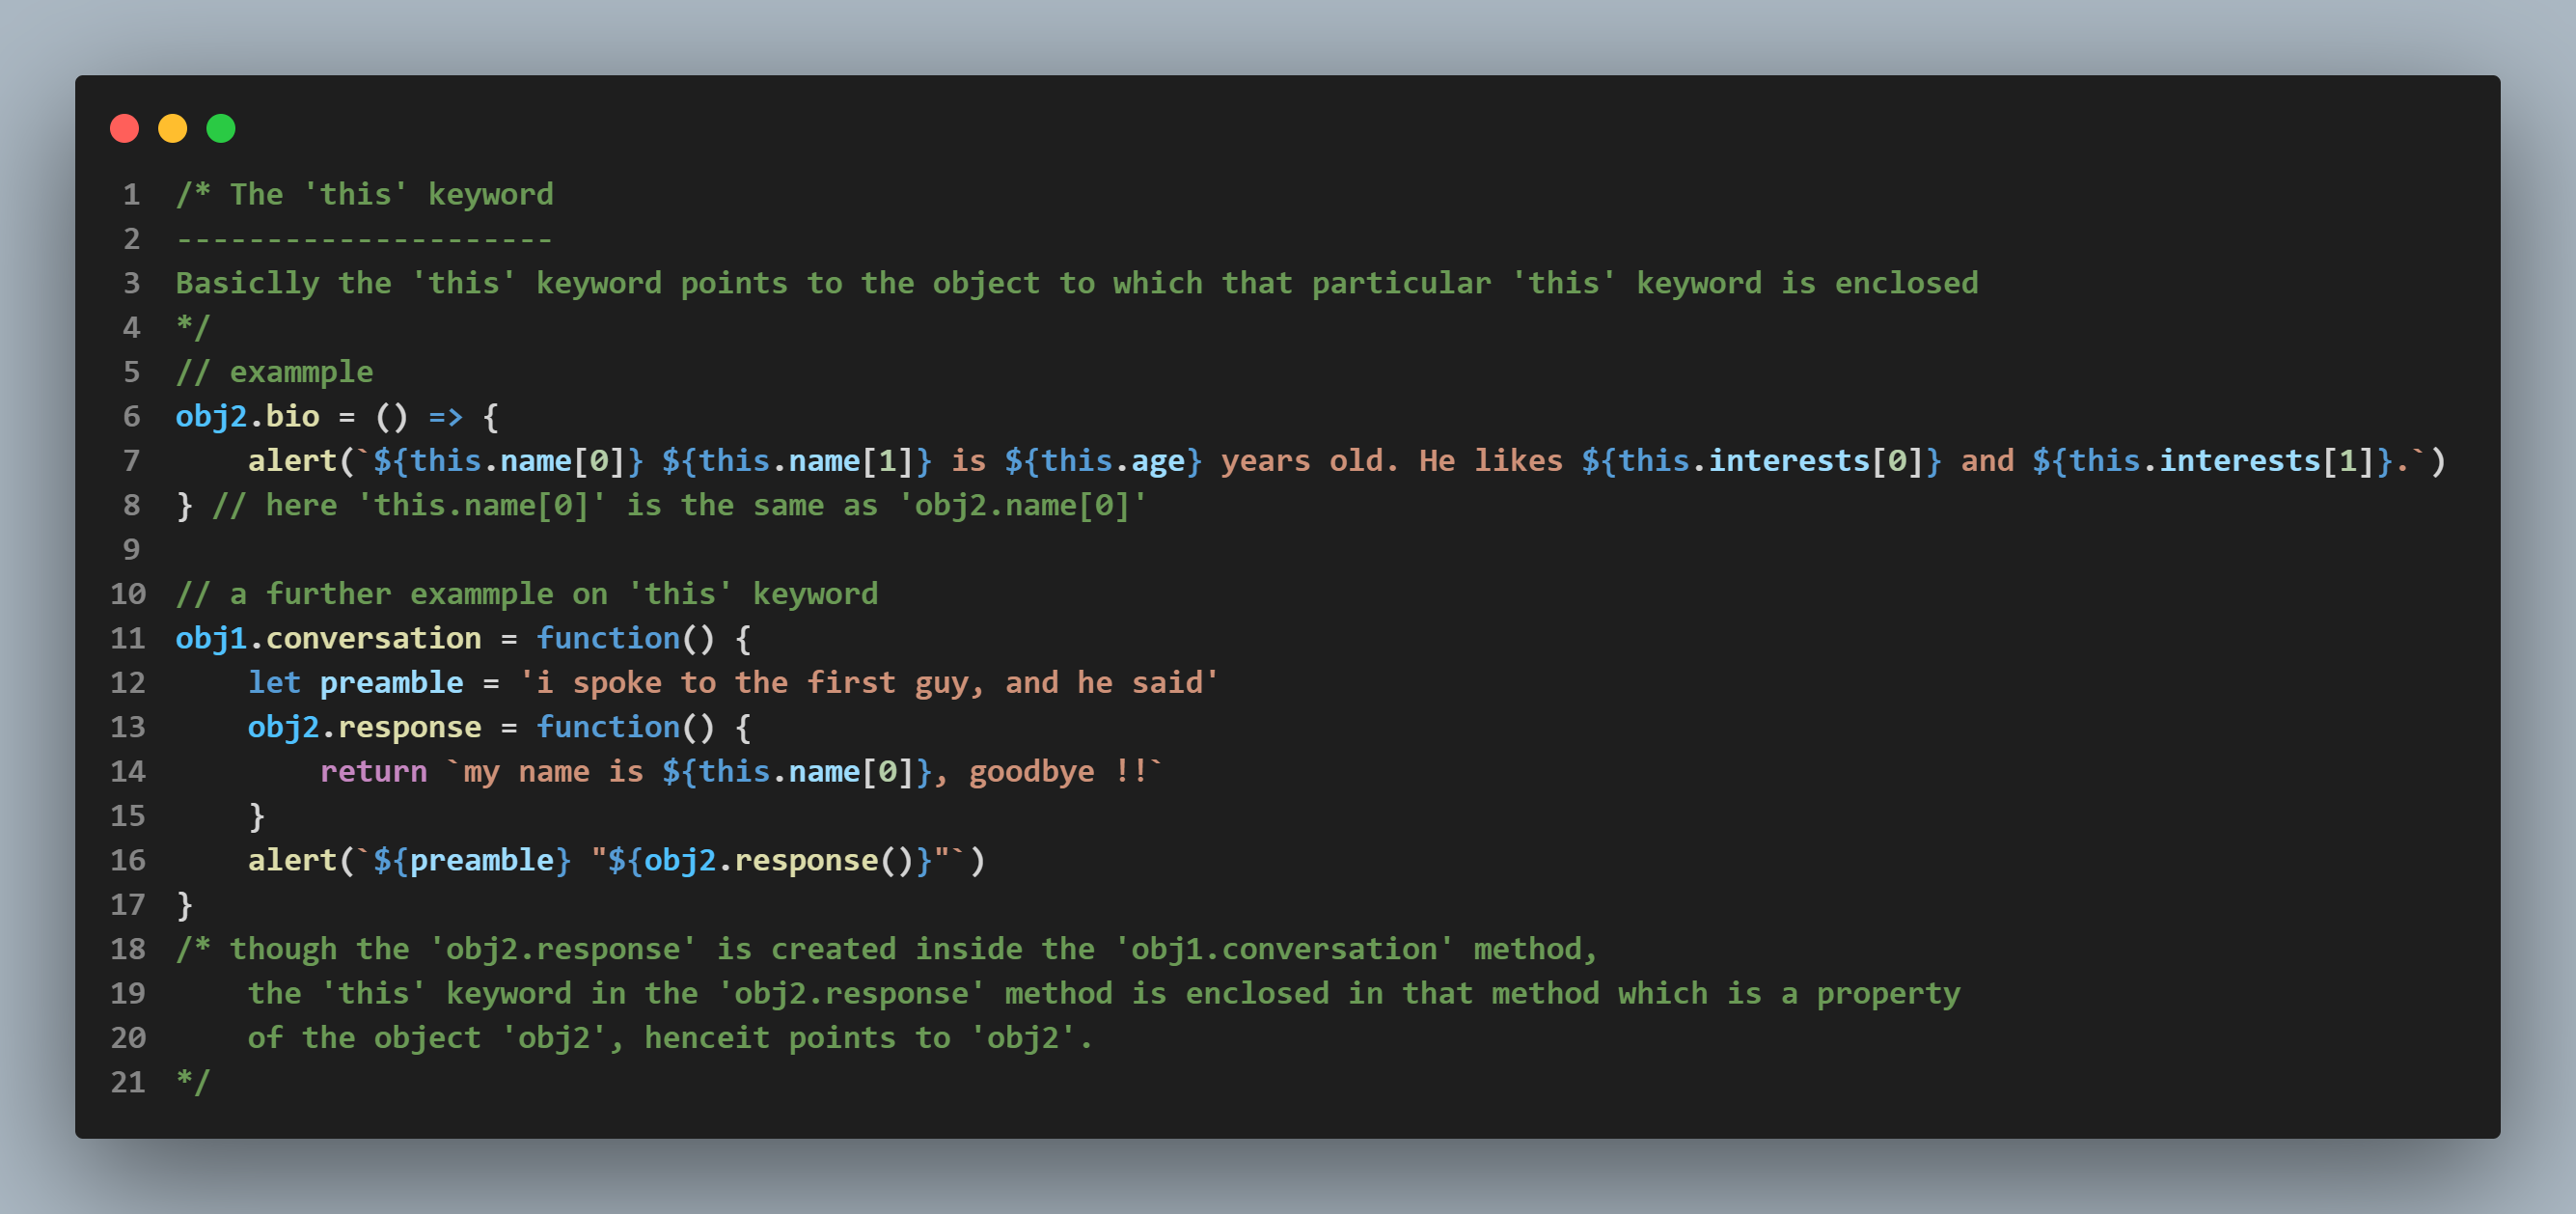 1 /* The 'this' keyword
2 ---------------------
3 Basiclly the 'this' keyword points to the object to which that particular 'this' keyword is enclosed
4 */
5 // exammple
6 obj2.bio = () => {
7     alert(`${this.name[0]} ${this.name[1]} is ${this.age} years old. He likes ${this.interests[0]} and ${this.interests[1]}.`)
8 } // here 'this.name[0]' is the same as 'obj2.name[0]'
9
10 // a further exammple on 'this' keyword
11 obj1.conversation = function() {
12     let preamble = 'i spoke to the first guy, and he said'
13     obj2.response = function() {
14         return `my name is ${this.name[0]}, goodbye !!`
15     }
16     alert(`${preamble} "${obj2.response()}"`)
17 }
18 /* though the 'obj2.response' is created inside the 'obj1.conversation' method,
19     the 'this' keyword in the 'obj2.response' method is enclosed in that method which is a property
20     of the object 'obj2', henceit points to 'obj2'.
21 */